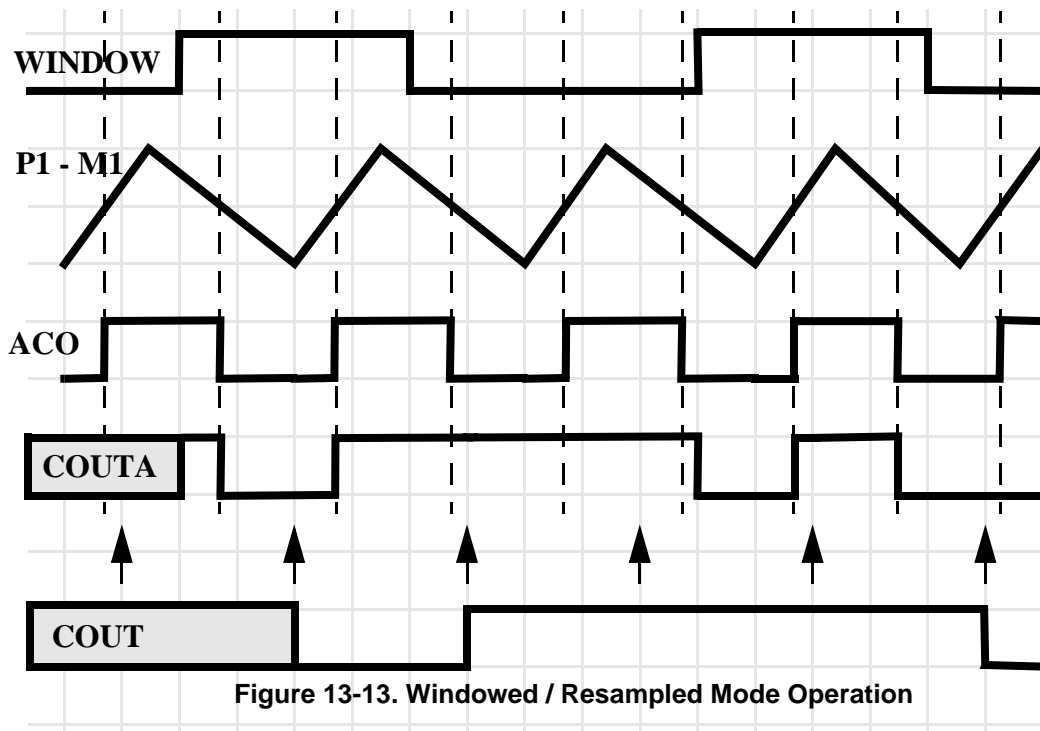 WINDOW
P1 - M1
ACO
COUTA
COUT
Figure 13-13. Windowed / Resampled Mode Operation